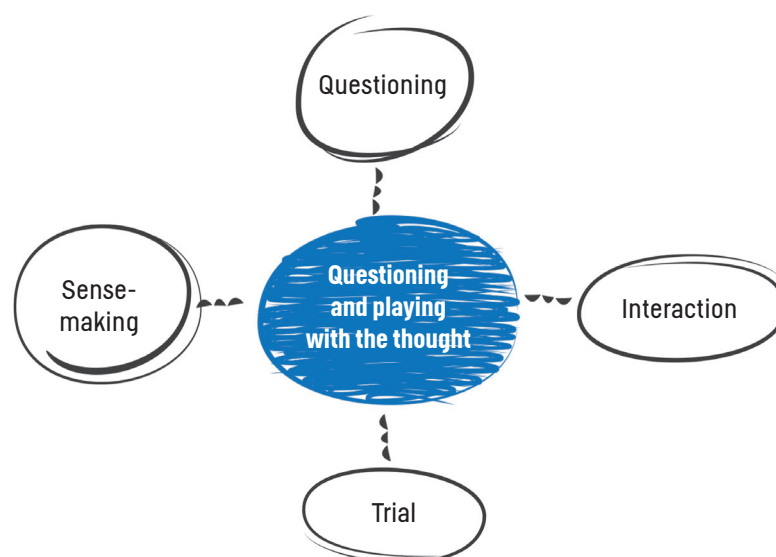 Questioning
Sense-
making
Questioning
and playing
with the thought
Interaction
Trial